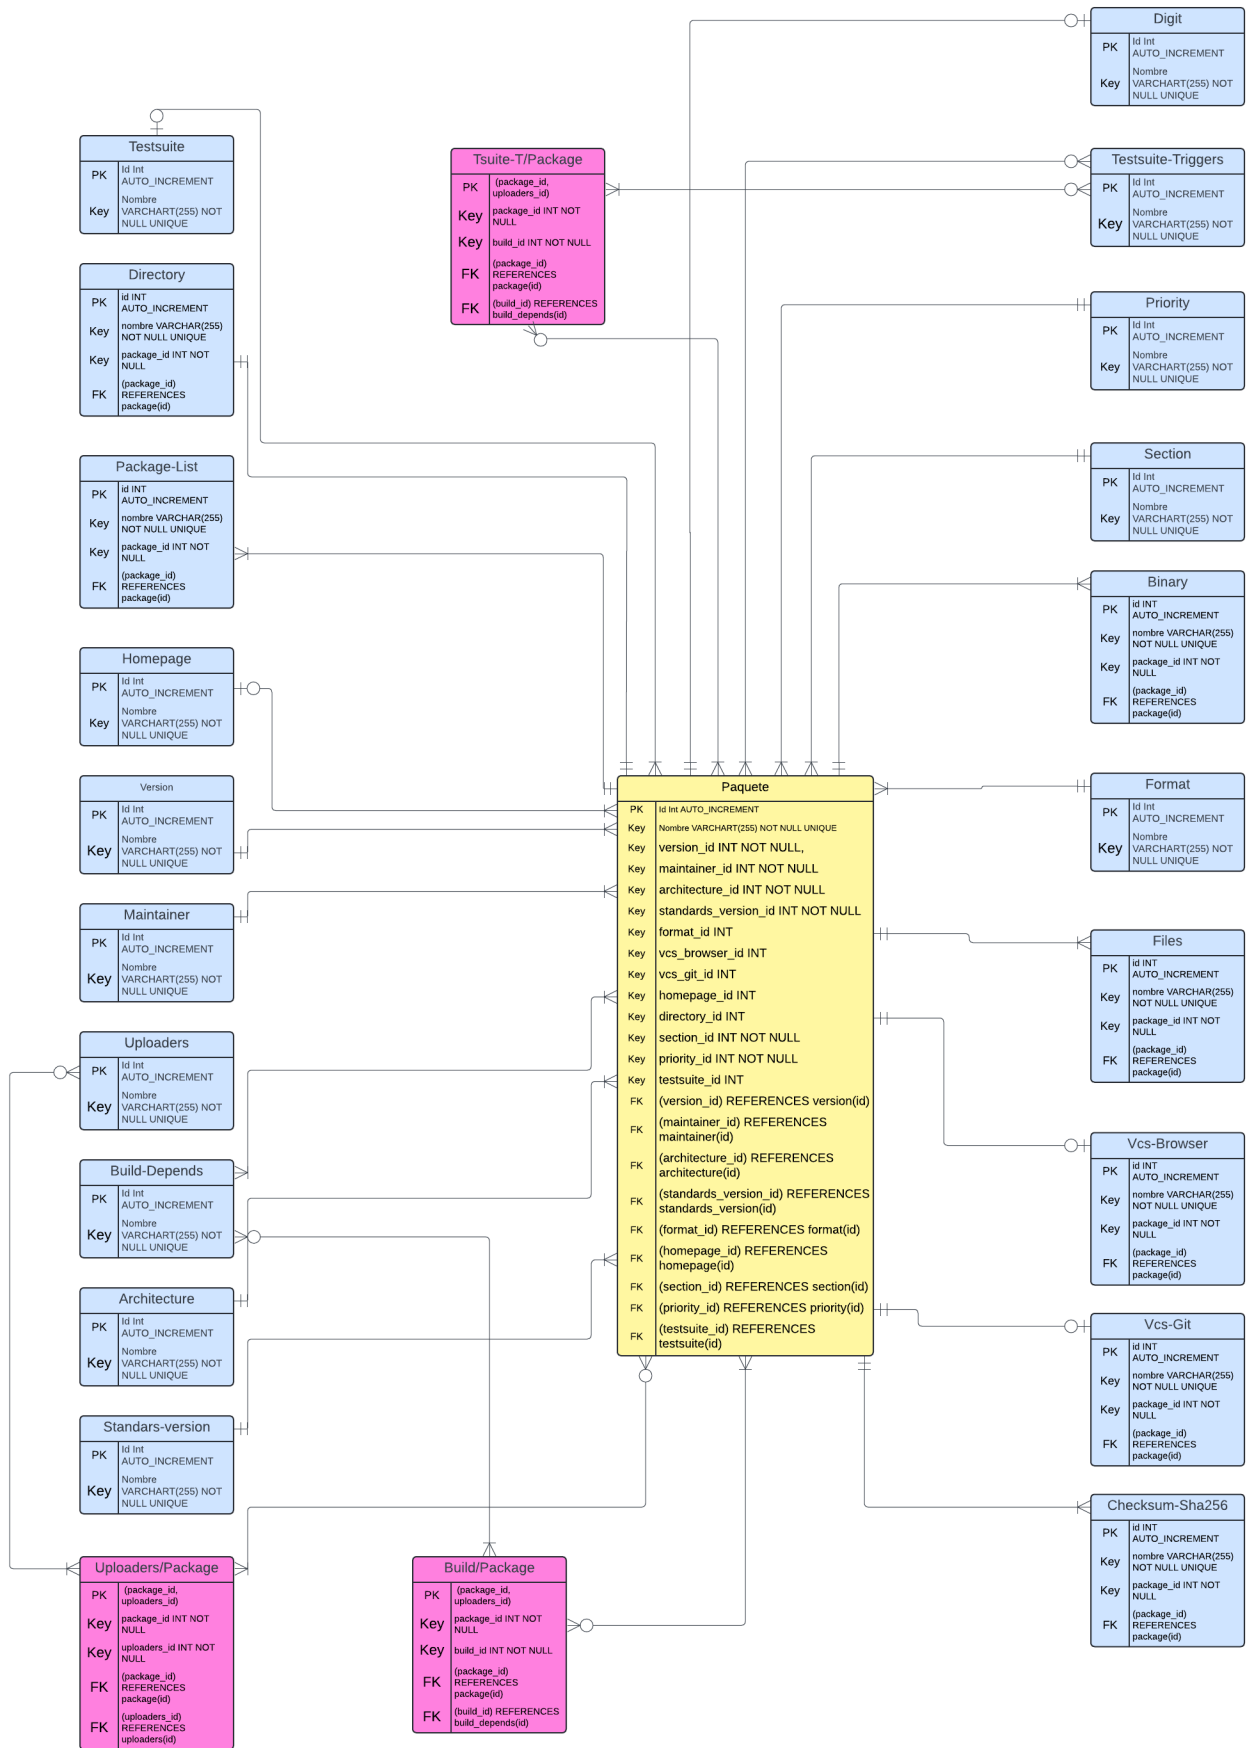 Digit
PK
Id Int
AUTO_INCREMENT
Key
Nombre
VARCHART(255) NOT
NULL UNIQUE
Testsuite
PK
Id Int
AUTO_INCREMENT
Key
Nombre
VARCHART(255) NOT
NULL UNIQUE
Tsuite-T/Package
PK
(package_id,
uploaders_id)
Key
package_id INT NOT
NULL
Key
build_id INT NOT NULL
FK
(package_id)
REFERENCES
package(id)
FK
(build_id) REFERENCES
build_depends(id)
Testsuite-Triggers
PK
Id Int
AUTO_INCREMENT
Key
Nombre
VARCHART(255) NOT
NULL UNIQUE
Directory
PK
id INT
AUTO_INCREMENT
Key
nombre VARCHAR(255)
NOT NULL UNIQUE
Key
package_id INT NOT
NULL
FK
(package_id)
REFERENCES
package(id)
Priority
PK
Id Int
AUTO_INCREMENT
Key
Nombre
VARCHART(255) NOT
NULL UNIQUE
Package-List
PK
id INT
AUTO_INCREMENT
Key
nombre VARCHAR(255)
NOT NULL UNIQUE
Key
package_id INT NOT
NULL
FK
(package_id)
REFERENCES
package(id)
Section
PK
Id Int
AUTO_INCREMENT
Key
Nombre
VARCHART(255) NOT
NULL UNIQUE
Binary
PK
id INT
AUTO_INCREMENT
Key
nombre VARCHAR(255)
NOT NULL UNIQUE
Key
package_id INT NOT
NULL
FK
(package_id)
REFERENCES
package(id)
Homepage
PK
Id Int
AUTO_INCREMENT
Key
Nombre
VARCHART(255) NOT
NULL UNIQUE
Version
PK
Id Int
AUTO_INCREMENT
Key
Nombre
VARCHART(255) NOT
NULL UNIQUE
Maintainer
PK
Id Int
AUTO_INCREMENT
Key
Nombre
VARCHART(255) NOT
NULL UNIQUE
Uploaders
PK
Id Int
AUTO_INCREMENT
Key
Nombre
VARCHART(255) NOT
NULL UNIQUE
Build-Depends
PK
Id Int
AUTO_INCREMENT
Key
Nombre
VARCHART(255) NOT
NULL UNIQUE
Architecture
PK
Id Int
AUTO_INCREMENT
Key
Nombre
VARCHART(255) NOT
NULL UNIQUE
Standars-version
PK
Id Int
AUTO_INCREMENT
Key
Nombre
VARCHART(255) NOT
NULL UNIQUE
Uploaders/Package
PK
(package_id,
uploaders_id)
Key
package_id INT NOT
NULL
Key
uploaders_id INT NOT
NULL
FK
(package_id)
REFERENCES
package(id)
FK
(uploaders_id)
REFERENCES
uploaders(id)
Build/Package
PK
(package_id,
uploaders_id)
Key
package_id INT NOT
NULL
Key
build_id INT NOT NULL
FK
(package_id)
REFERENCES
package(id)
FK
(build_id) REFERENCES
build_depends(id)
Paquete
PK
Id Int AUTO_INCREMENT
Key
Nombre VARCHART(255) NOT NULL UNIQUE
Key
version_id INT NOT NULL,
Key
maintainer_id INT NOT NULL
Key
architecture_id INT NOT NULL
Key
standards_version_id INT NOT NULL
Key
format_id INT
Key
vcs_browser_id INT
Key
vcs_git_id INT
Key
homepage_id INT
Key
directory_id INT
Key
section_id INT NOT NULL
Key
priority_id INT NOT NULL
Key
testsuite_id INT
FK
(version_id) REFERENCES version(id)
FK
(maintainer_id) REFERENCES
maintainer(id)
FK
(architecture_id) REFERENCES
architecture(id)
FK
(standards_version_id) REFERENCES
standards_version(id)
FK
(format_id) REFERENCES format(id)
FK
(homepage_id) REFERENCES
homepage(id)
FK
(section_id) REFERENCES section(id)
FK
(priority_id) REFERENCES priority(id)
FK
(testsuite_id) REFERENCES
testsuite(id)
Format
PK
Id Int
AUTO_INCREMENT
Key
Nombre
VARCHART(255) NOT
NULL UNIQUE
Files
PK
id INT
AUTO_INCREMENT
Key
nombre VARCHAR(255)
NOT NULL UNIQUE
Key
package_id INT NOT
NULL
FK
(package_id)
REFERENCES
package(id)
Vcs-Browser
PK
id INT
AUTO_INCREMENT
Key
nombre VARCHAR(255)
NOT NULL UNIQUE
Key
package_id INT NOT
NULL
FK
(package_id)
REFERENCES
package(id)
Vcs-Git
PK
id INT
AUTO_INCREMENT
Key
nombre VARCHAR(255)
NOT NULL UNIQUE
Key
package_id INT NOT
NULL
FK
(package_id)
REFERENCES
package(id)
Checksum-Sha256
PK
id INT
AUTO_INCREMENT
Key
nombre VARCHAR(255)
NOT NULL UNIQUE
Key
package_id INT NOT
NULL
FK
(package_id)
REFERENCES
package(id)